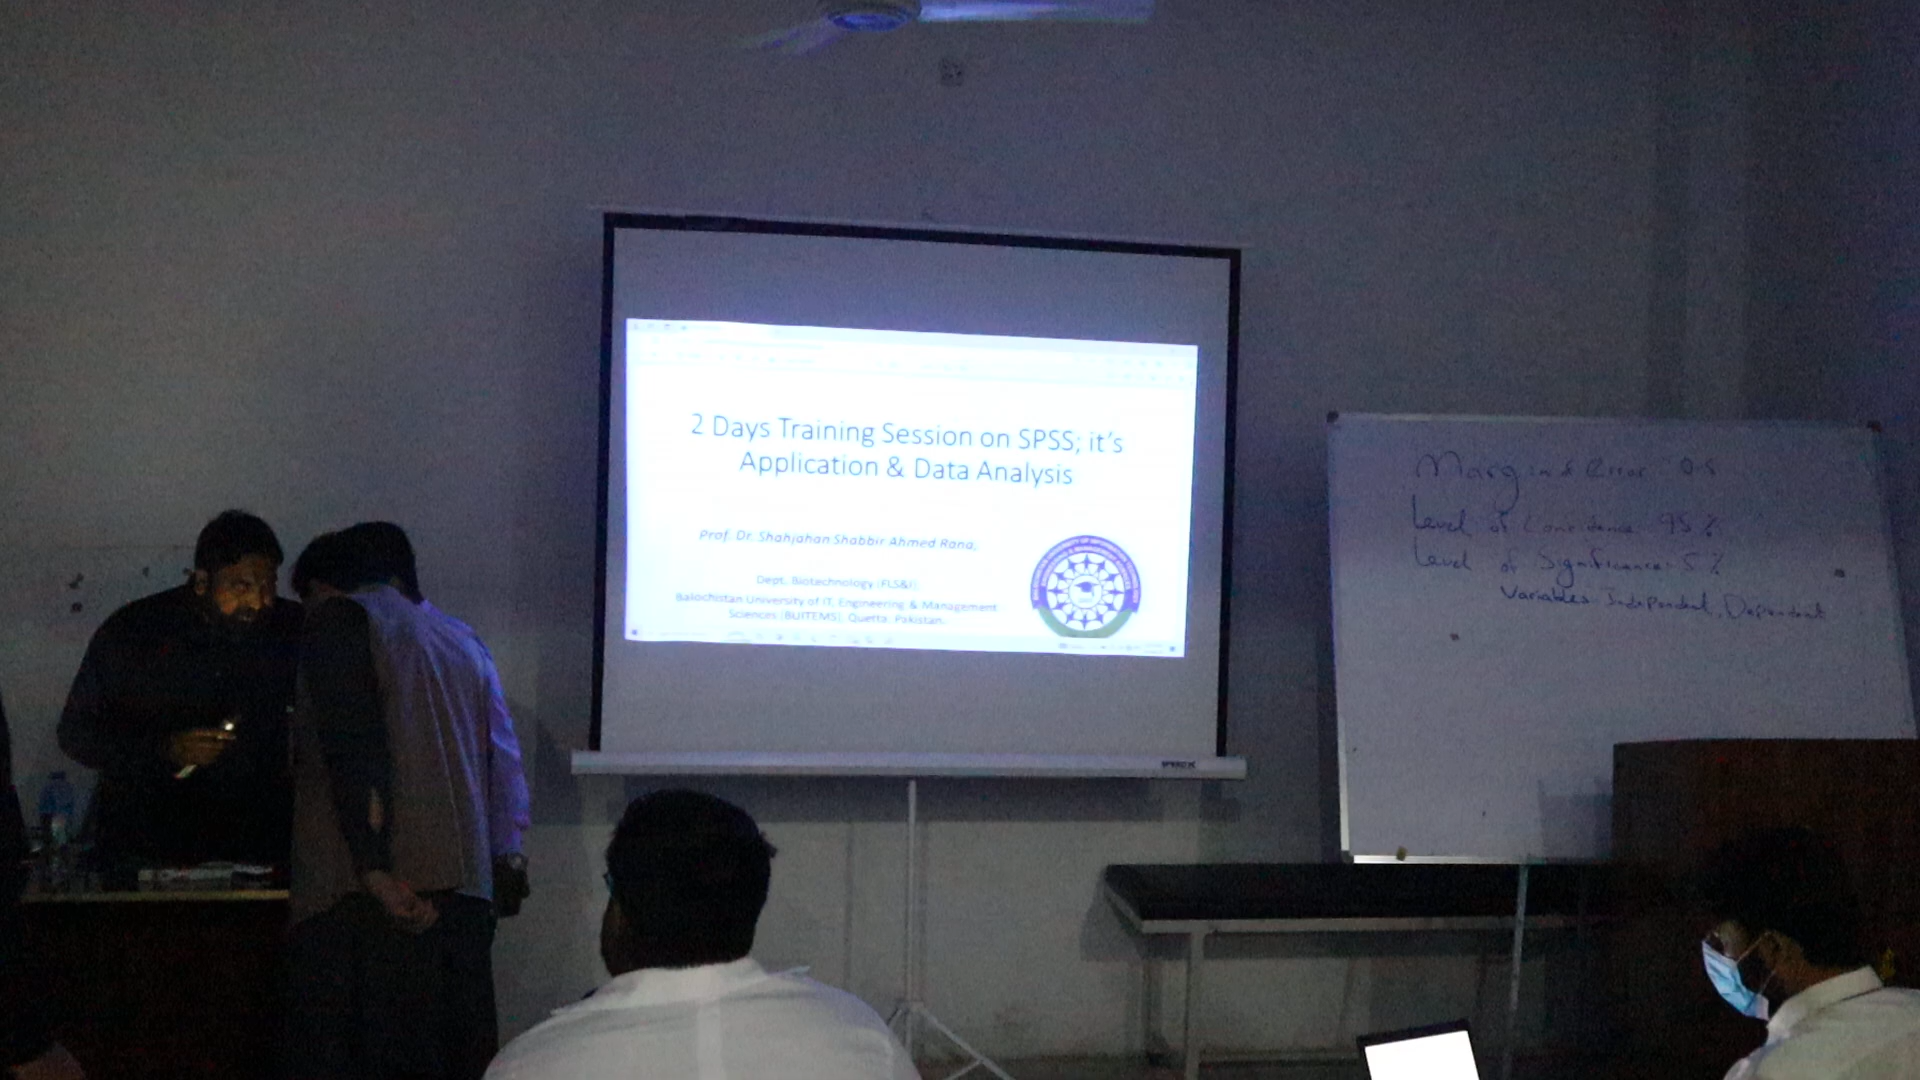 2 Days Training Session on SPSS; it's
Application & Data Analysis
Prof. Dr. Shahjahan Shabbir Ahmed Rana,
Dept. Biotechnology (FLS&I)
Balochistan University of IT, Engineering & Management
Sciences (BUITEMS), Quetta Pakistan.
Margin of Error 0.5
Level of Confidence 95%
Level of Significance: 5%
Variables: Independent, Dependent